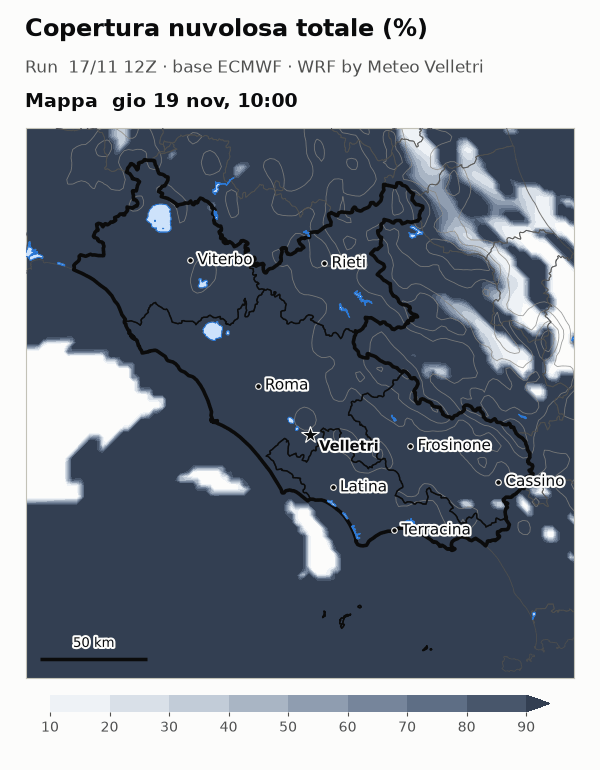 Copertura nuvolosa totale (%)
Run 17/11 12Z · base ECMWF · WRF by Meteo Velletri
Mappa gio 19 nov, 10:00
Viterbo
Rieti
Roma
Velletri
Frosinone
Cassino
Latina
Terracina
50 km
10 20 30 40 50 60 70 80 90